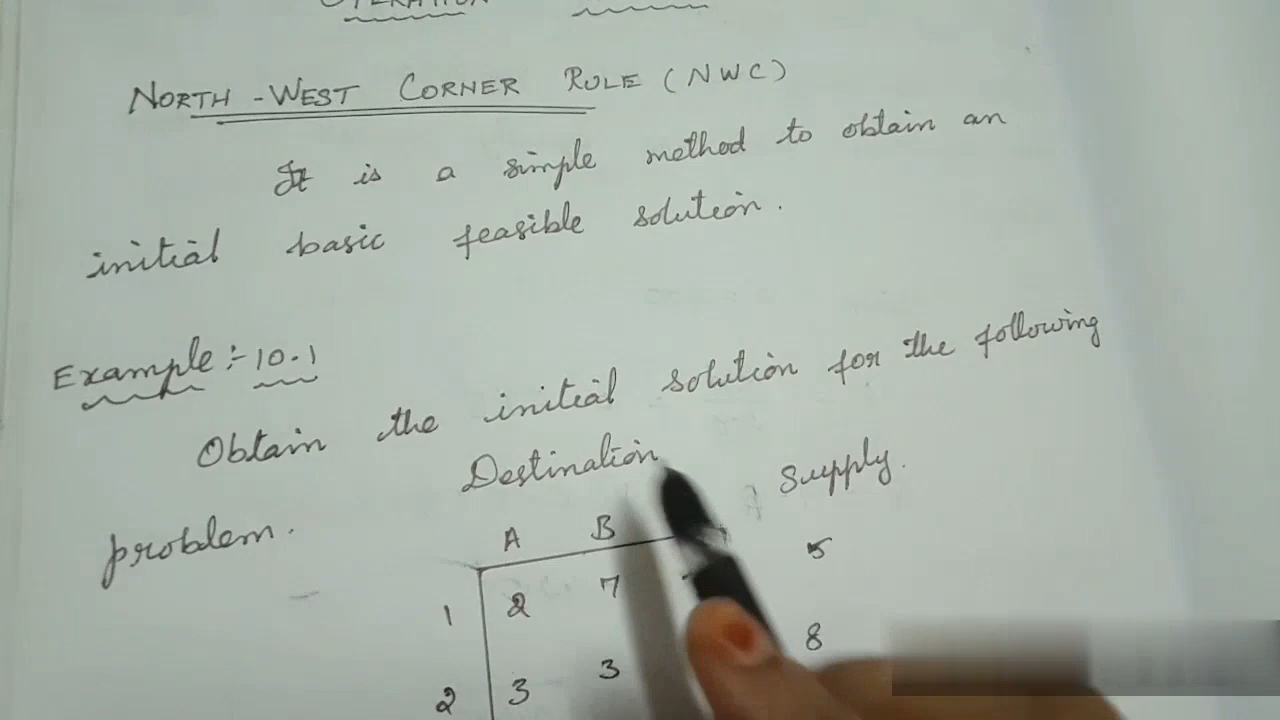 NORTH-WEST CORNER RULE (NWC)
It is a simple method to obtain an
initial basic feasible solution.
Example:- 10.1
Obtain the initial solution for the following
problem.
Destination Supply.
A B
1 2 7 5
2 3 3 8